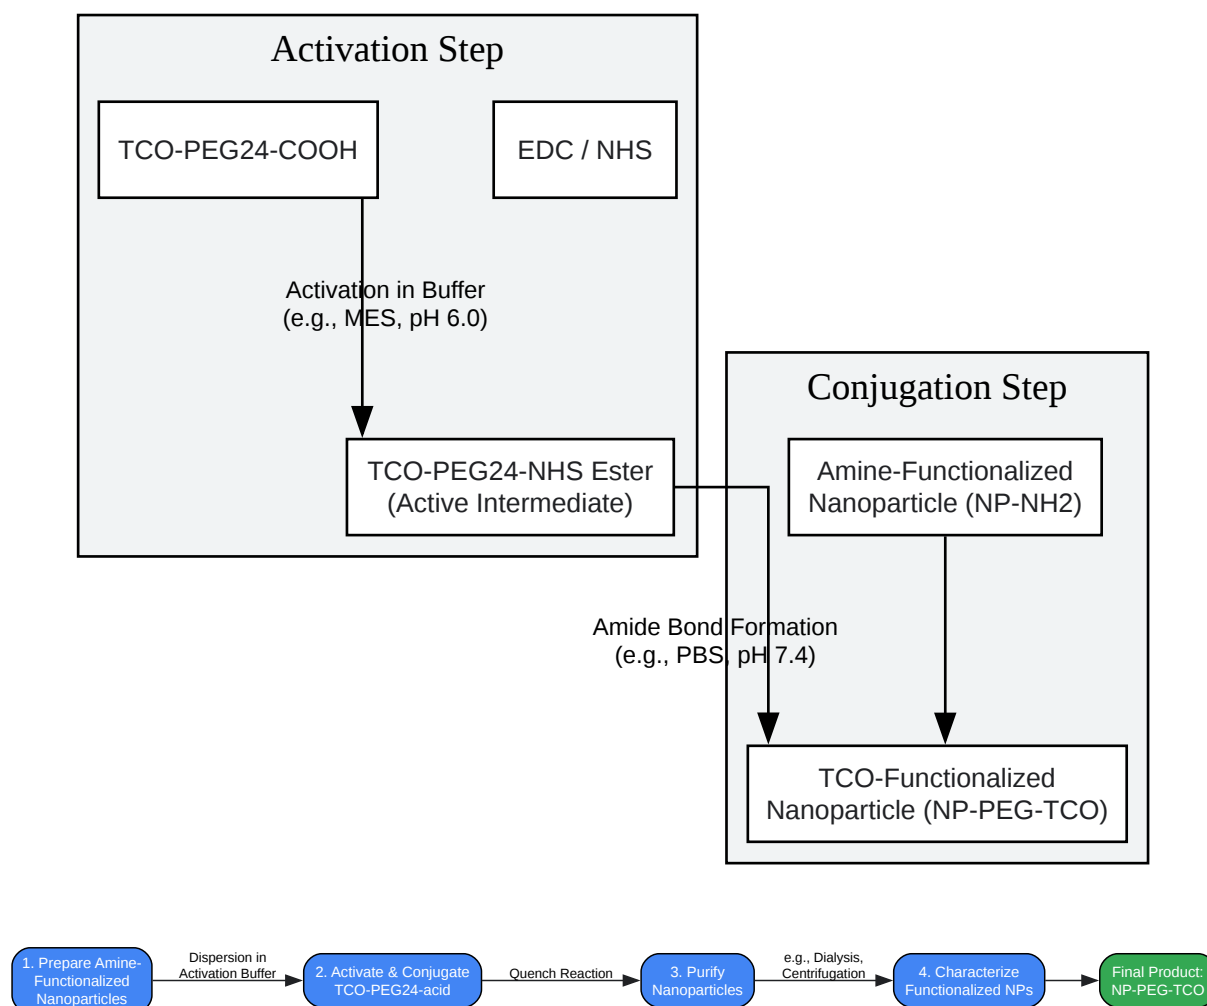 Activation Step
TCO-PEG24-COOH
EDC / NHS
Activation in Buffer
(e.g., MES, pH 6.0)
TCO-PEG24-NHS Ester
(Active Intermediate)
Conjugation Step
Amine-Functionalized
Nanoparticle (NP-NH2)
Amide Bond Formation
(e.g., PBS, pH 7.4)
TCO-Functionalized
Nanoparticle (NP-PEG-TCO)
1. Prepare Amine-
Functionalized
Nanoparticles
Dispersion in
Activation Buffer
2. Activate & Conjugate
TCO-PEG24-acid
Quench Reaction
3. Purify
Nanoparticles
e.g., Dialysis,
Centrifugation
4. Characterize
Functionalized NPs
Final Product:
NP-PEG-TCO